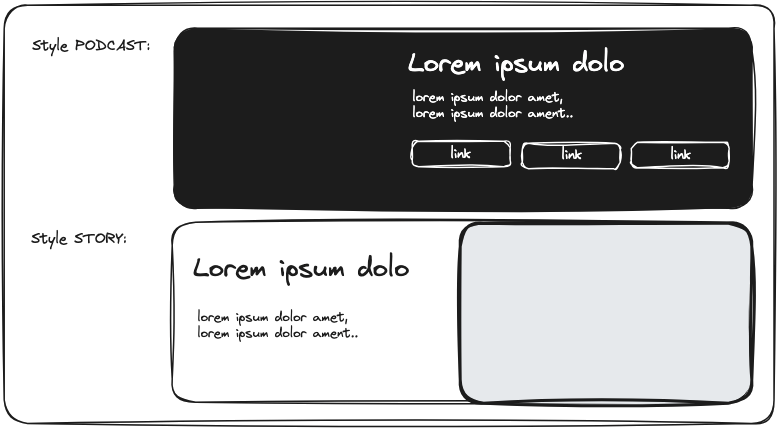 Style PODCAST:
Lorem ipsum dolo
lorem ipsum dolor amet,
lorem ipsum dolor ament..
link
link
link
Style STORY:
Lorem ipsum dolo
lorem ipsum dolor amet,
lorem ipsum dolor ament..